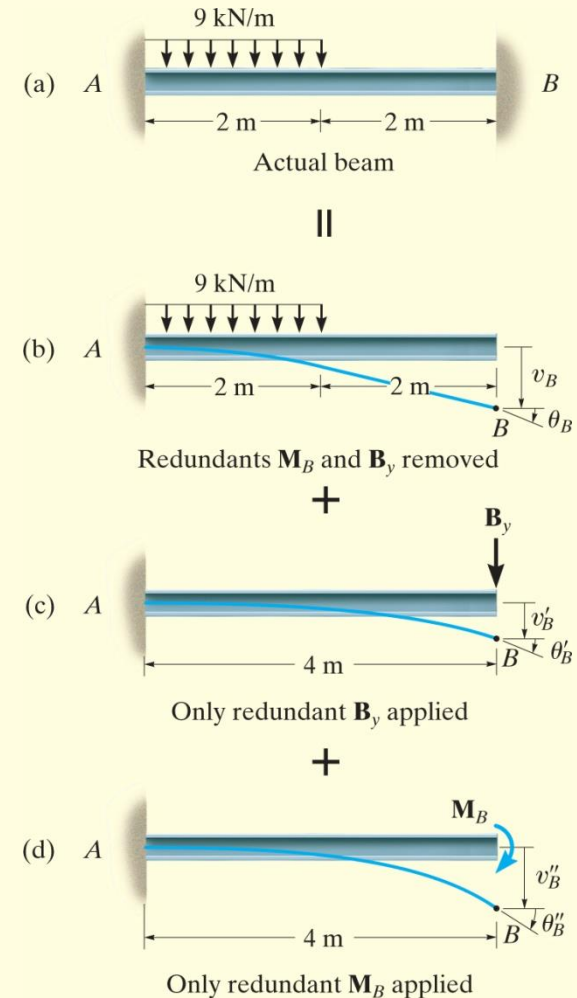 9 kN/m
(a) A B
2 m 2 m
Actual beam
=
9 kN/m
(b) A
2 m 2 m
v_B
θ_B
B
Redundants M_B and B_y removed
+
B_y
(c) A
v′_B
θ′_B
B
4 m
Only redundant B_y applied
+
M_B
(d) A
v″_B
θ″_B
B
4 m
Only redundant M_B applied